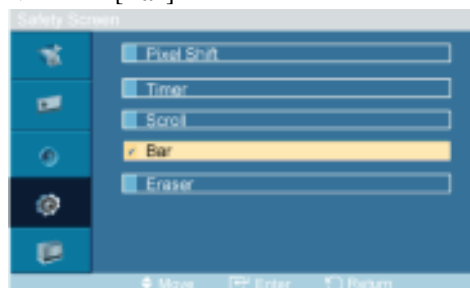 Safety Screen
Pixel Shift
Timer
Scroll
Bar
Eraser
Move Enter Return